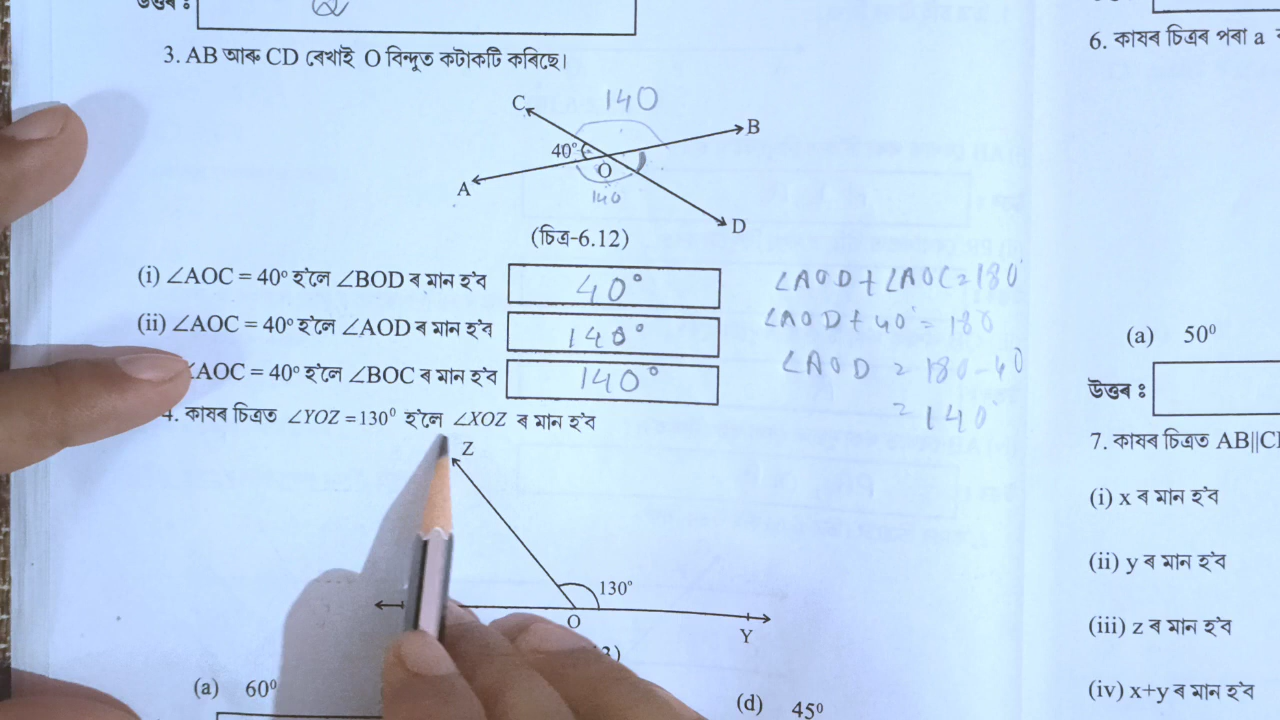 উত্তৰ :
3. AB আৰু CD ৰেখাই O বিন্দুত কটাকটি কৰিছে।
C
140
B
40°
O
A
140
D
(চিত্ৰ-6.12)
(i) ∠AOC = 40° হ'লে ∠BOD ৰ মান হ'ব
40°
∠AOD + ∠AOC = 180°
(ii) ∠AOC = 40° হ'লে ∠AOD ৰ মান হ'ব
140°
∠AOD + 40° = 180
∠AOC = 40° হ'লে ∠BOC ৰ মান হ'ব
140°
∠AOD = 180 - 40
= 140°
4. কাষৰ চিত্ৰত ∠YOZ = 130° হ'লে ∠XOZ ৰ মান হ'ব
Z
130°
O
Y
(a) 60°
(d) 45°
6. কাষৰ চিত্ৰৰ পৰা a
(a) 50°
উত্তৰ :
7. কাষৰ চিত্ৰত AB||C
(i) x ৰ মান হ'ব
(ii) y ৰ মান হ'ব
(iii) z ৰ মান হ'ব
(iv) x+y ৰ মান হ'ব